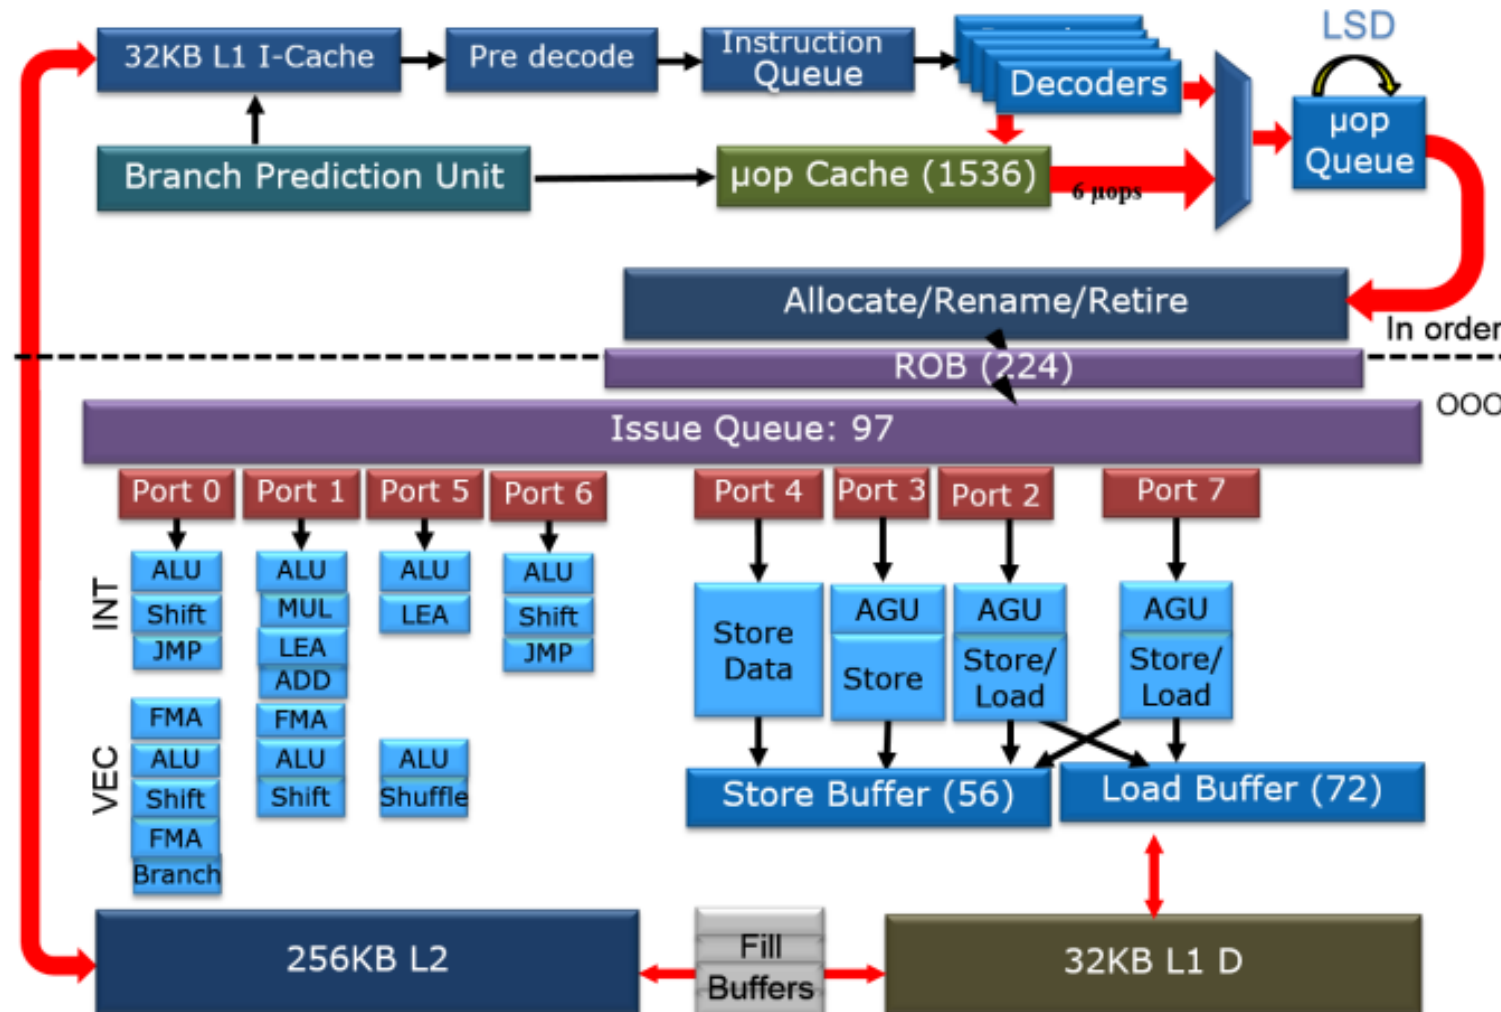 LSD
32KB L1 I-Cache
Pre decode
Instruction
Queue
Decoders
µop
Queue
Branch Prediction Unit
µop Cache (1536)
6 µops
Allocate/Rename/Retire
In order
ROB (224)
OOO
Issue Queue: 97
Port 0
Port 1
Port 5
Port 6
Port 4
Port 3
Port 2
Port 7
INT
ALU
Shift
JMP
ALU
MUL
LEA
ADD
ALU
LEA
ALU
Shift
JMP
Store
Data
AGU
Store
AGU
Store/
Load
AGU
Store/
Load
VEC
FMA
ALU
Shift
FMA
Branch
FMA
ALU
Shift
ALU
Shuffle
Store Buffer (56)
Load Buffer (72)
256KB L2
Fill
Buffers
32KB L1 D